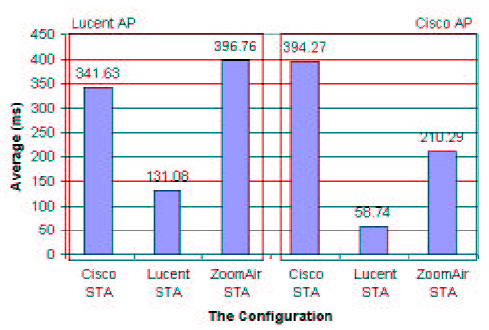 Lucent AP
Cisco AP
450
400
350
300
250
200
150
100
50
0
Average (ms)
341.63
131.08
396.76
394.27
58.74
210.29
Cisco STA
Lucent STA
ZoomAir STA
Cisco STA
Lucent STA
ZoomAir STA
The Configuration